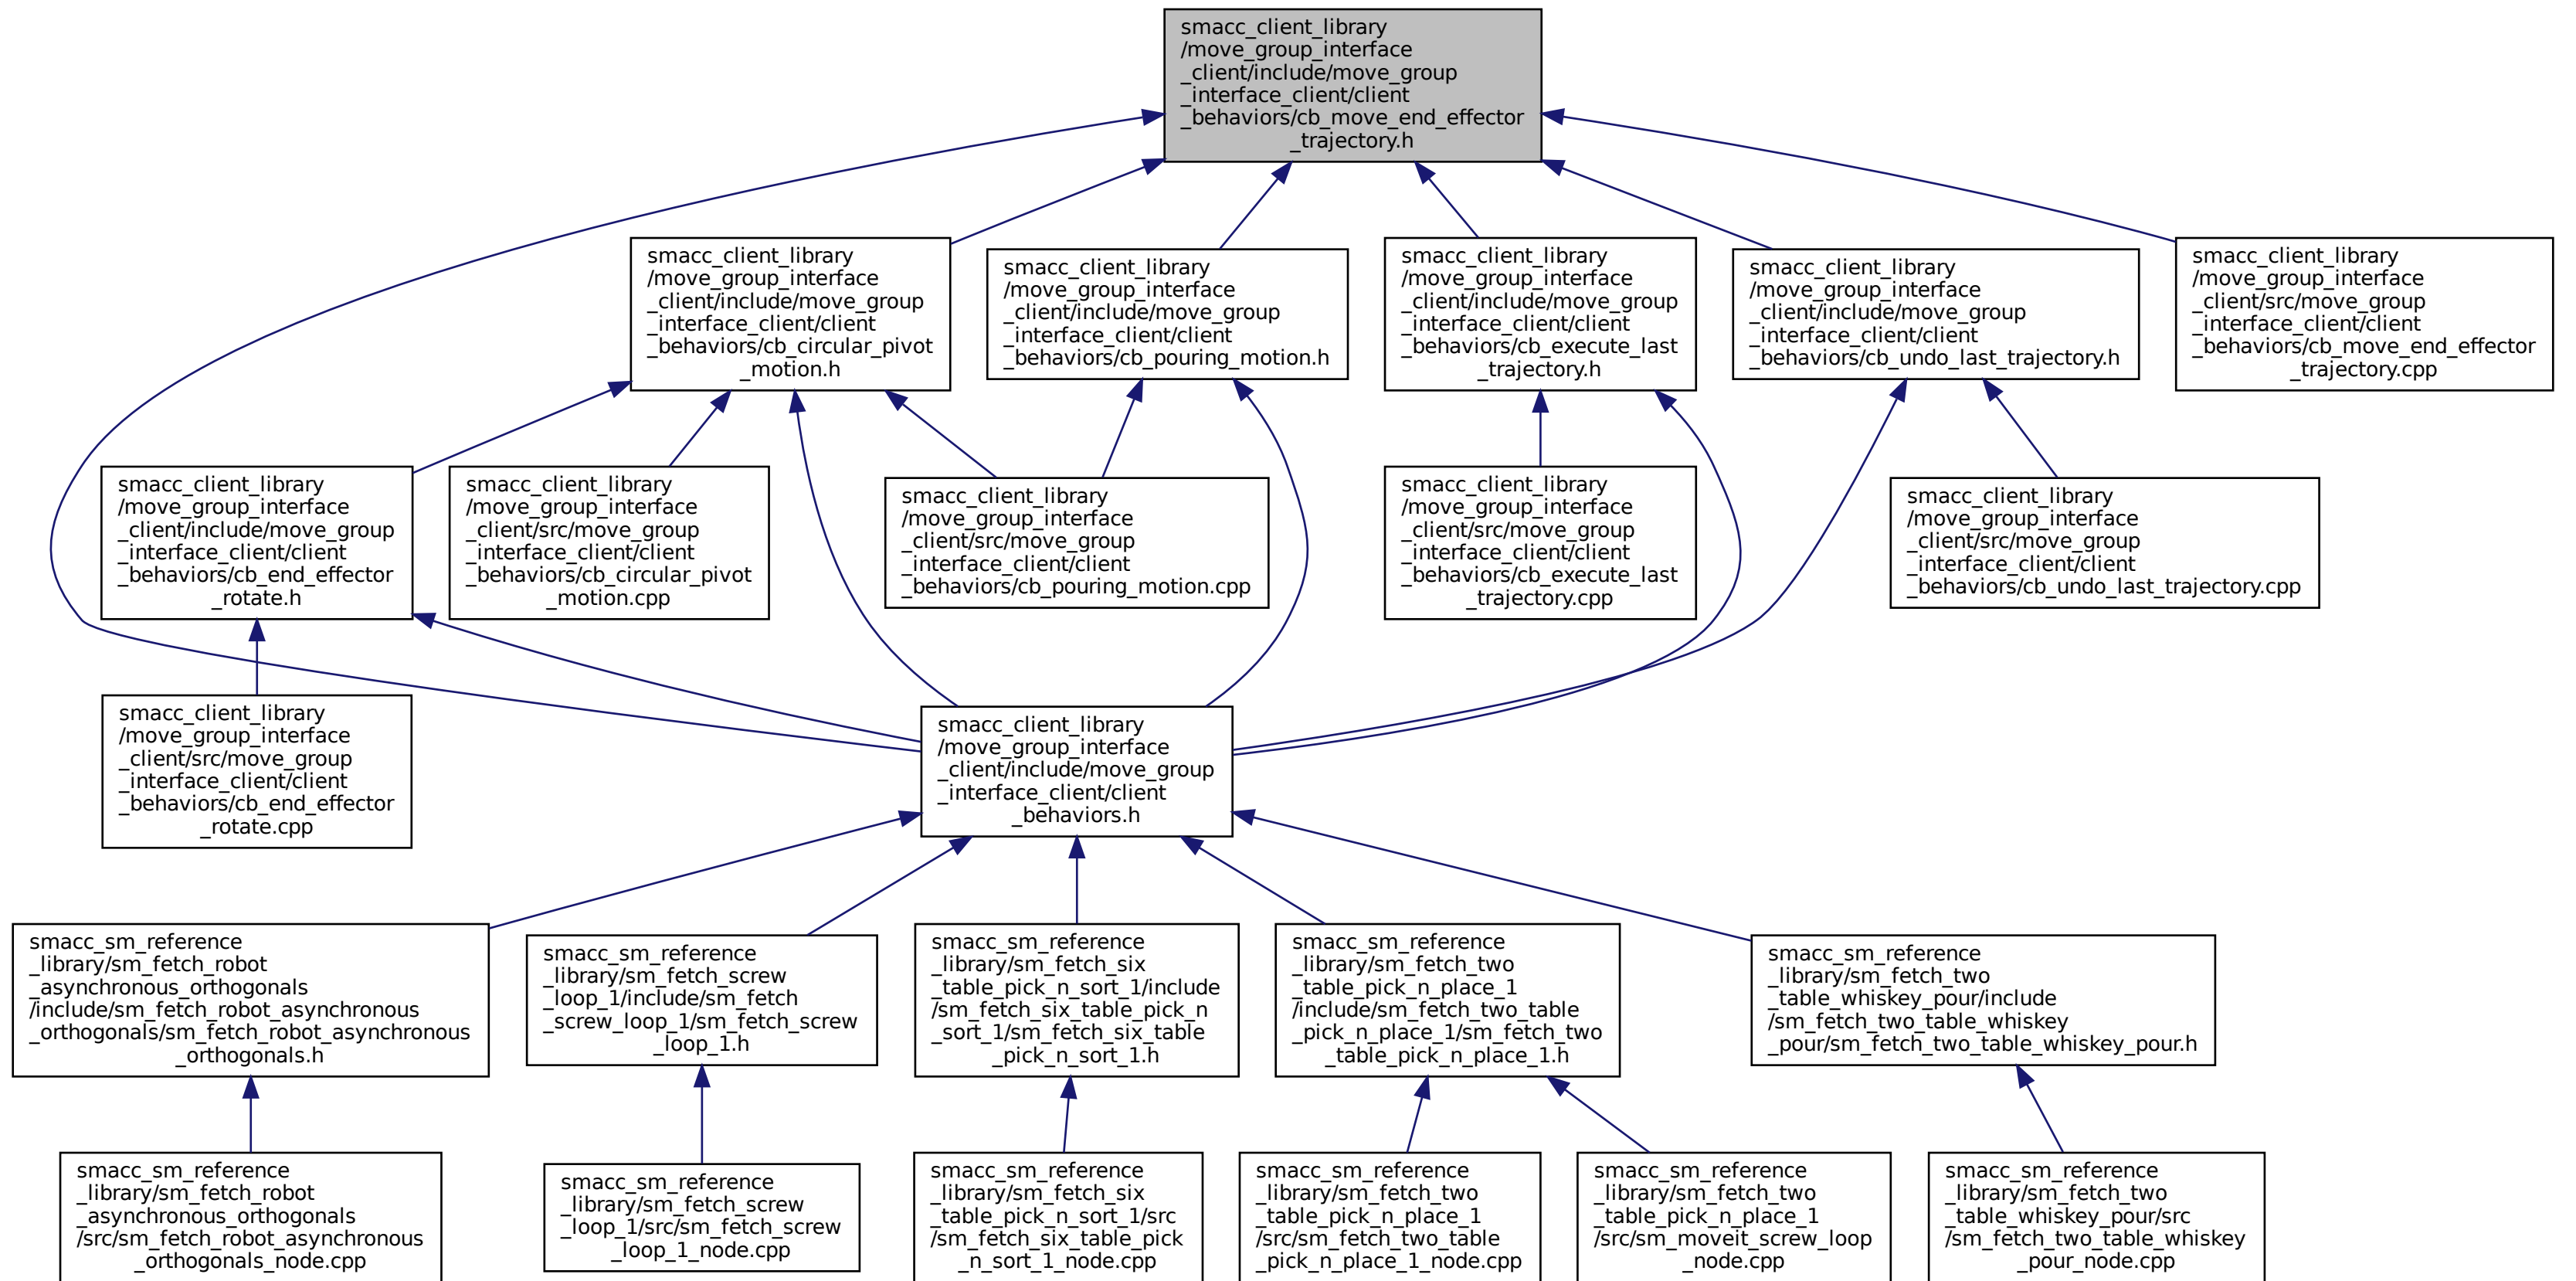 smacc_client_library
/move_group_interface
_client/include/move_group
_interface_client/client
_behaviors/cb_move_end_effector
_trajectory.h
smacc_client_library
/move_group_interface
_client/include/move_group
_interface_client/client
_behaviors/cb_circular_pivot
_motion.h
smacc_client_library
/move_group_interface
_client/include/move_group
_interface_client/client
_behaviors/cb_pouring_motion.h
smacc_client_library
/move_group_interface
_client/include/move_group
_interface_client/client
_behaviors/cb_execute_last
_trajectory.h
smacc_client_library
/move_group_interface
_client/include/move_group
_interface_client/client
_behaviors/cb_undo_last_trajectory.h
smacc_client_library
/move_group_interface
_client/src/move_group
_interface_client/client
_behaviors/cb_move_end_effector
_trajectory.cpp
smacc_client_library
/move_group_interface
_client/include/move_group
_interface_client/client
_behaviors/cb_end_effector
_rotate.h
smacc_client_library
/move_group_interface
_client/src/move_group
_interface_client/client
_behaviors/cb_circular_pivot
_motion.cpp
smacc_client_library
/move_group_interface
_client/src/move_group
_interface_client/client
_behaviors/cb_pouring_motion.cpp
smacc_client_library
/move_group_interface
_client/src/move_group
_interface_client/client
_behaviors/cb_execute_last
_trajectory.cpp
smacc_client_library
/move_group_interface
_client/src/move_group
_interface_client/client
_behaviors/cb_undo_last_trajectory.cpp
smacc_client_library
/move_group_interface
_client/src/move_group
_interface_client/client
_behaviors/cb_end_effector
_rotate.cpp
smacc_client_library
/move_group_interface
_client/include/move_group
_interface_client/client
_behaviors.h
smacc_sm_reference
_library/sm_fetch_robot
_asynchronous_orthogonals
/include/sm_fetch_robot_asynchronous
_orthogonals/sm_fetch_robot_asynchronous
_orthogonals.h
smacc_sm_reference
_library/sm_fetch_screw
_loop_1/include/sm_fetch
_screw_loop_1/sm_fetch_screw
_loop_1.h
smacc_sm_reference
_library/sm_fetch_six
_table_pick_n_sort_1/include
/sm_fetch_six_table_pick_n
_sort_1/sm_fetch_six_table
_pick_n_sort_1.h
smacc_sm_reference
_library/sm_fetch_two
_table_pick_n_place_1
/include/sm_fetch_two_table
_pick_n_place_1/sm_fetch_two
_table_pick_n_place_1.h
smacc_sm_reference
_library/sm_fetch_two
_table_whiskey_pour/include
/sm_fetch_two_table_whiskey
_pour/sm_fetch_two_table_whiskey_pour.h
smacc_sm_reference
_library/sm_fetch_robot
_asynchronous_orthogonals
/src/sm_fetch_robot_asynchronous
_orthogonals_node.cpp
smacc_sm_reference
_library/sm_fetch_screw
_loop_1/src/sm_fetch_screw
_loop_1_node.cpp
smacc_sm_reference
_library/sm_fetch_six
_table_pick_n_sort_1/src
/sm_fetch_six_table_pick
_n_sort_1_node.cpp
smacc_sm_reference
_library/sm_fetch_two
_table_pick_n_place_1
/src/sm_fetch_two_table
_pick_n_place_1_node.cpp
smacc_sm_reference
_library/sm_fetch_two
_table_pick_n_place_1
/src/sm_moveit_screw_loop
_node.cpp
smacc_sm_reference
_library/sm_fetch_two
_table_whiskey_pour/src
/sm_fetch_two_table_whiskey
_pour_node.cpp